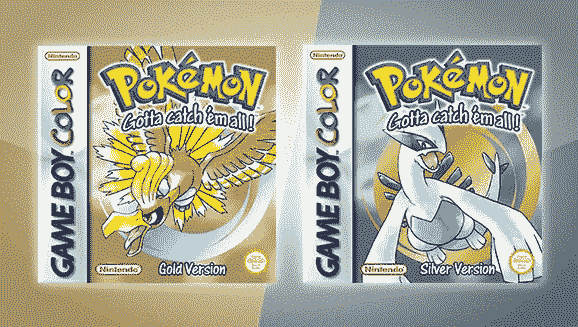 Nintendo
GAME BOY COLOR
POKéMON
Gotta catch 'em all!
Nintendo
Gold Version
Nintendo
GAME BOY COLOR
POKéMON
Gotta catch 'em all!
Nintendo
Silver Version